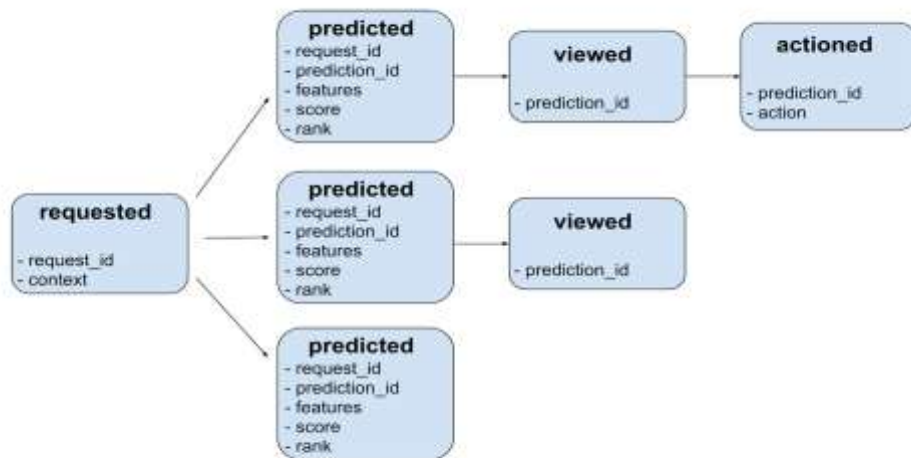 requested
- request_id
- context
predicted
- request_id
- prediction_id
- features
- score
- rank
viewed
- prediction_id
actioned
- prediction_id
- action
predicted
- request_id
- prediction_id
- features
- score
- rank
viewed
- prediction_id
predicted
- request_id
- prediction_id
- features
- score
- rank